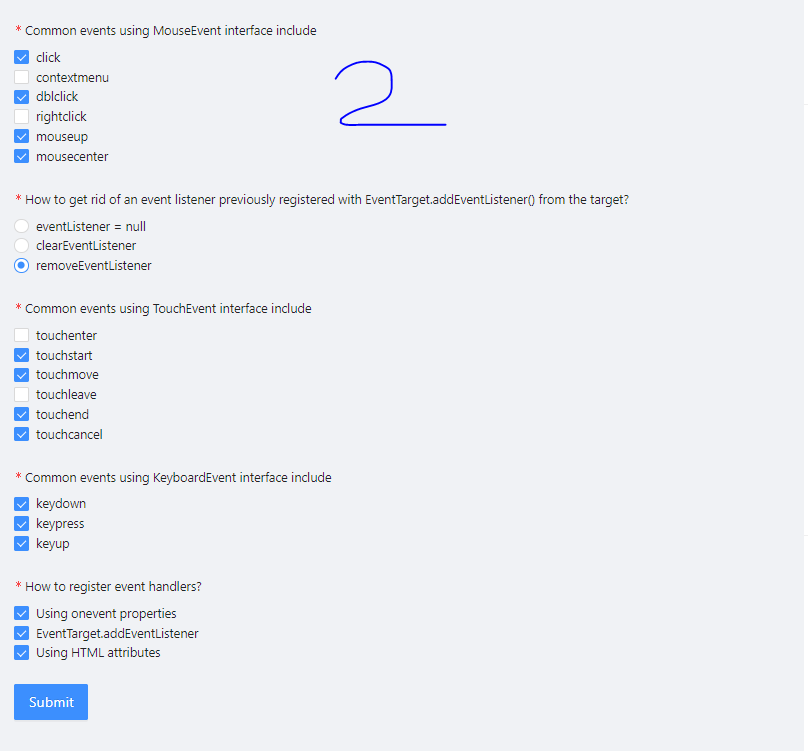 * Common events using MouseEvent interface include
click
contextmenu
2
dblclick
rightclick
mouseup
mousecenter
* How to get rid of an event listener previously registered with EventTarget.addEventListener() from the target?
eventListener = null
clearEventListener
removeEventListener
* Common events using TouchEvent interface include
touchenter
touchstart
touchmove
touchleave
touchend
touchcancel
* Common events using KeyboardEvent interface include
keydown
keypress
keyup
* How to register event handlers?
Using onevent properties
EventTarget.addEventListener
Using HTML attributes
Submit